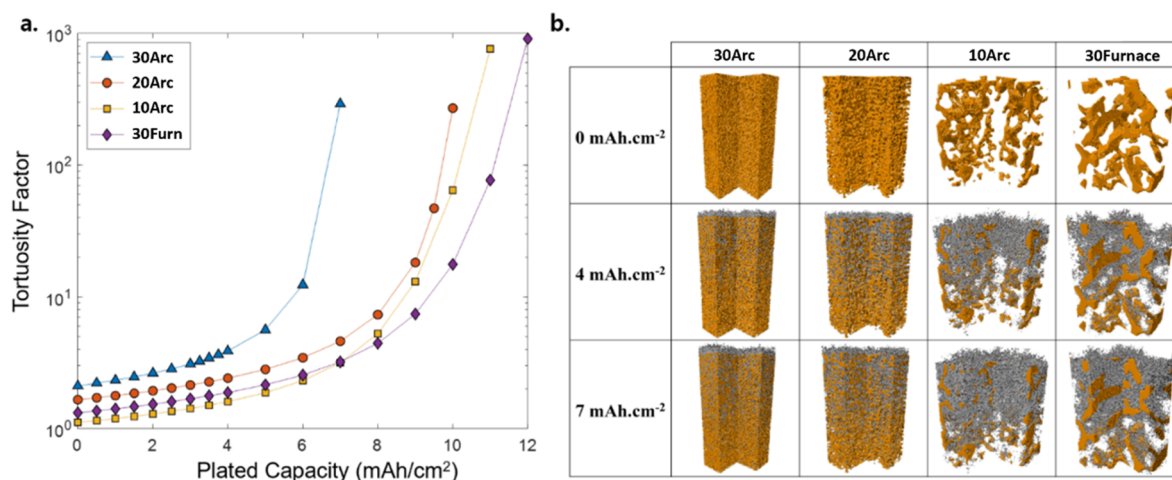 a.
10³
10²
10¹
10⁰
Tortuosity Factor
30Arc
20Arc
10Arc
30Furn
0 2 4 6 8 10 12
Plated Capacity (mAh/cm²)
b.
30Arc 20Arc 10Arc 30Furnace
0 mAh.cm⁻²
4 mAh.cm⁻²
7 mAh.cm⁻²